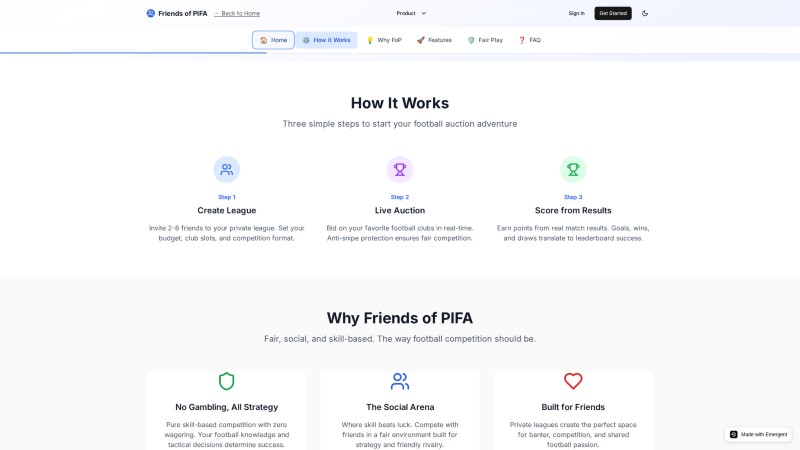 Friends of PIFA ← Back to Home Product Sign In Get Started
Home How it Works Why FoP Features Fair Play FAQ
How It Works
Three simple steps to start your football auction adventure
Step 1
Create League
Invite 2-8 friends to your private league. Set your
budget, club slots, and competition format.
Step 2
Live Auction
Bid on your favorite football clubs in real-time.
Anti-snipe protection ensures fair competition.
Step 3
Score from Results
Earn points from real match results. Goals, wins,
and draws translate to leaderboard success.
Why Friends of PIFA
Fair, social, and skill-based. The way football competition should be.
No Gambling, All Strategy
Pure skill-based competition with zero
wagering. Your football knowledge and
tactical decisions determine success.
The Social Arena
Where skill beats luck. Compete with
friends in a fair environment built for
strategy and friendly rivalry.
Built for Friends
Private leagues create the perfect space
for banter, competition, and shared
football passion.
Made with Emergent